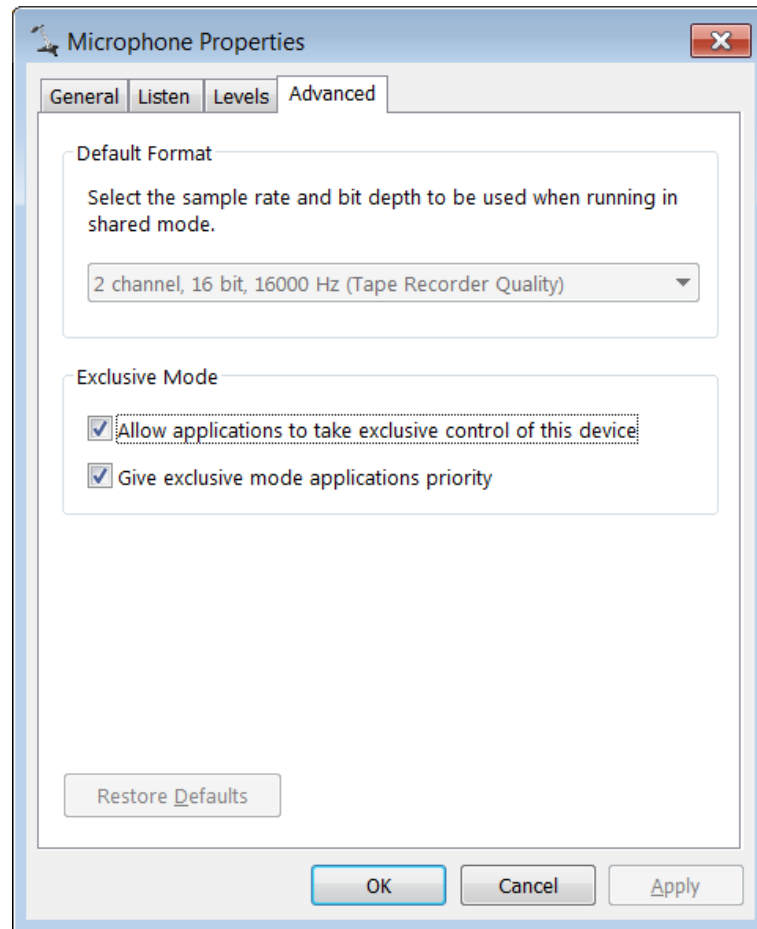 Microphone Properties
General Listen Levels Advanced
Default Format
Select the sample rate and bit depth to be used when running in
shared mode.
2 channel, 16 bit, 16000 Hz (Tape Recorder Quality)
Exclusive Mode
Allow applications to take exclusive control of this device
Give exclusive mode applications priority
Restore Defaults
OK Cancel Apply